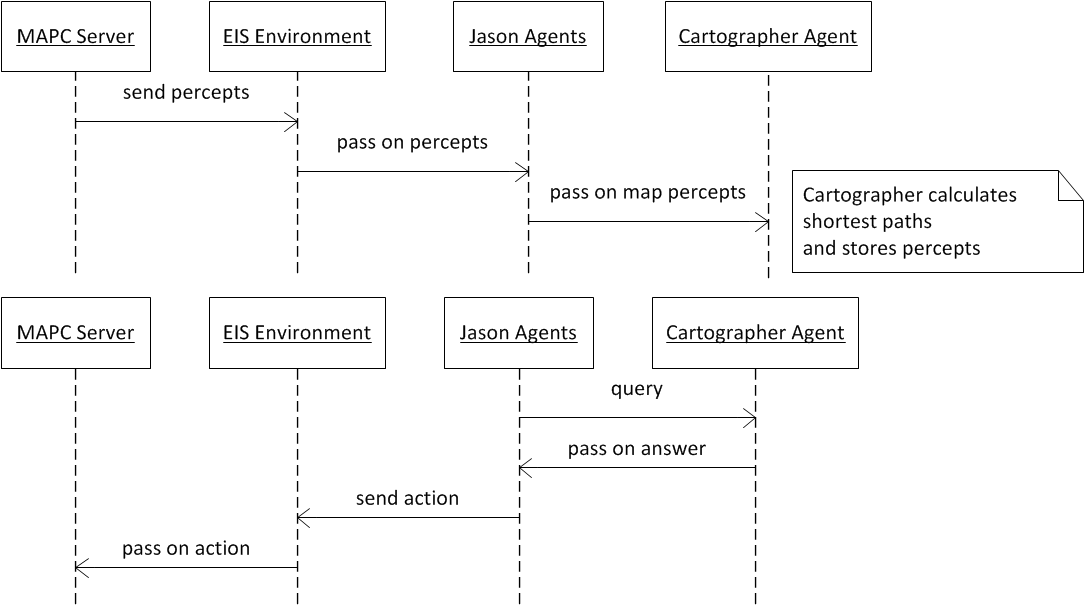 MAPC Server
EIS Environment
Jason Agents
Cartographer Agent
send percepts
pass on percepts
pass on map percepts
Cartographer calculates
shortest paths
and stores percepts
MAPC Server
EIS Environment
Jason Agents
Cartographer Agent
query
pass on answer
send action
pass on action